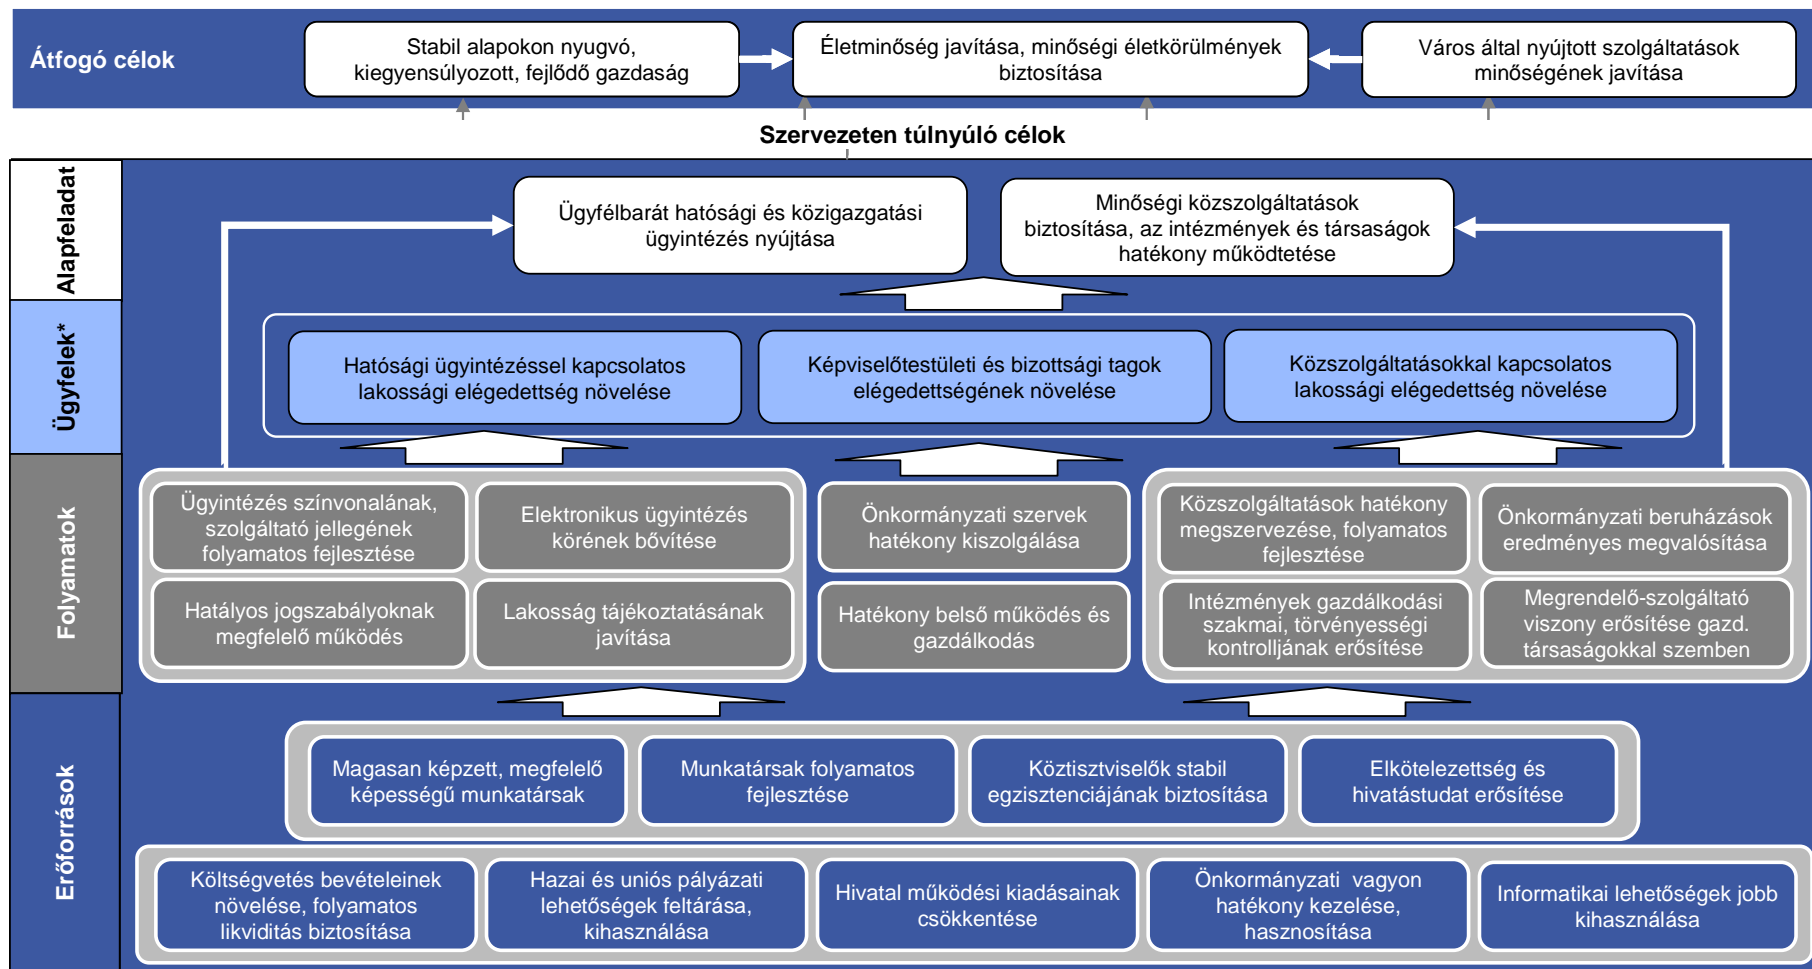 Átfogó célok
Stabil alapokon nyugvó,
kiegyensúlyozott, fejlődő gazdaság
Életminőség javítása, minőségi életkörülmények
biztosítása
Város által nyújtott szolgáltatások
minőségének javítása
Szervezeten túlnyúló célok
Alapfeladat
Ügyfélbarát hatósági és közigazgatási
ügyintézés nyújtása
Minőségi közszolgáltatások
biztosítása, az intézmények és társaságok
hatékony működtetése
Ügyfelek*
Hatósági ügyintézéssel kapcsolatos
lakossági elégedettség növelése
Képviselőtestületi és bizottsági tagok
elégedettségének növelése
Közszolgáltatásokkal kapcsolatos
lakossági elégedettség növelése
Folyamatok
Ügyintézés színvonalának,
szolgáltató jellegének
folyamatos fejlesztése
Elektronikus ügyintézés
körének bővítése
Önkormányzati szervek
hatékony kiszolgálása
Közszolgáltatások hatékony
megszervezése, folyamatos
fejlesztése
Önkormányzati beruházások
eredményes megvalósítása
Hatályos jogszabályoknak
megfelelő működés
Lakosság tájékoztatásának
javítása
Hatékony belső működés és
gazdálkodás
Intézmények gazdálkodási
szakmai, törvényességi
kontrolljának erősítése
Megrendelő-szolgáltató
viszony erősítése gazd.
társaságokkal szemben
Erőforrások
Magasan képzett, megfelelő
képességű munkatársak
Munkatársak folyamatos
fejlesztése
Köztisztviselők stabil
egzisztenciájának biztosítása
Elkötelezettség és
hivatástudat erősítése
Költségvetés bevételeinek
növelése, folyamatos
likviditás biztosítása
Hazai és uniós pályázati
lehetőségek feltárása,
kihasználása
Hivatal működési kiadásainak
csökkentése
Önkormányzati vagyon
hatékony kezelése,
hasznosítása
Informatikai lehetőségek jobb
kihasználása